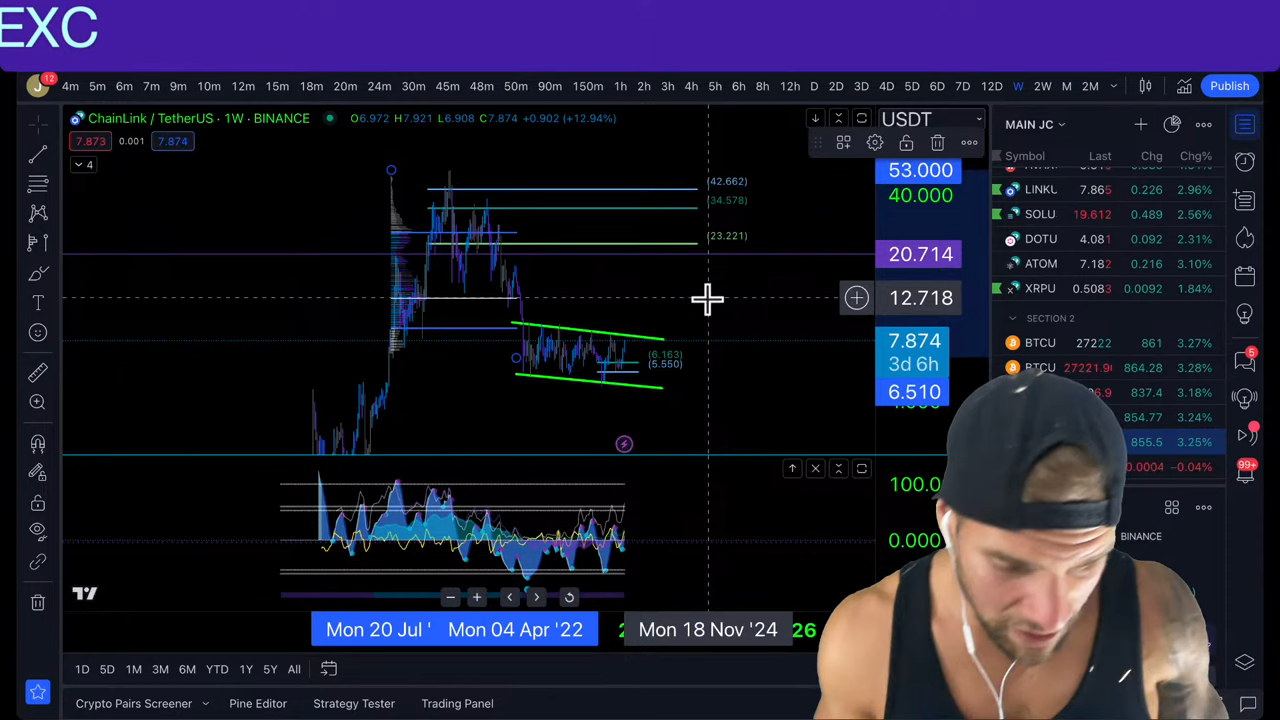 EXC
J 12 4m 5m 6m 7m 9m 10m 12m 15m 18m 20m 24m 30m 36m 45m 48m 50m 90m 150m 1h 2h 3h 4h 5h 6h 8h 12h D 2D 3D 4D 5D 6D 7D 12D W 2W M 2M Publish
ChainLink / TetherUS · 1W · BINANCE O6.972 H7.921 L6.908 C7.874 +0.902 (+12.94%)
7.873 0.001 7.874
4
USDT
53.000
40.000
20.714
12.718
7.874
3d 6h
6.510
(42.662)
(34.578)
(23.221)
(6.163)
(5.550)
100.0
0.000
Mon 20 Jul ' Mon 04 Apr '22 Mon 18 Nov '24 26
1D 5D 1M 3M 6M YTD 1Y 5Y All
Crypto Pairs Screener Pine Editor Strategy Tester Trading Panel
MAIN JC
Symbol Last Chg Chg%
LINKU 7.865 0.226 2.96%
SOLU 19.612 0.489 2.56%
DOTU 4.081 0.092 2.31%
ATOM 7.182 0.216 3.10%
XRPU 0.5083 0.0092 1.84%
SECTION 2
BTCU 27222 861 3.27%
BTCU 27221.9 864.28 3.28%
837.4 3.18%
854.77 3.24%
855.5 3.25%
0.0004 -0.04%
BINANCE
5
99+